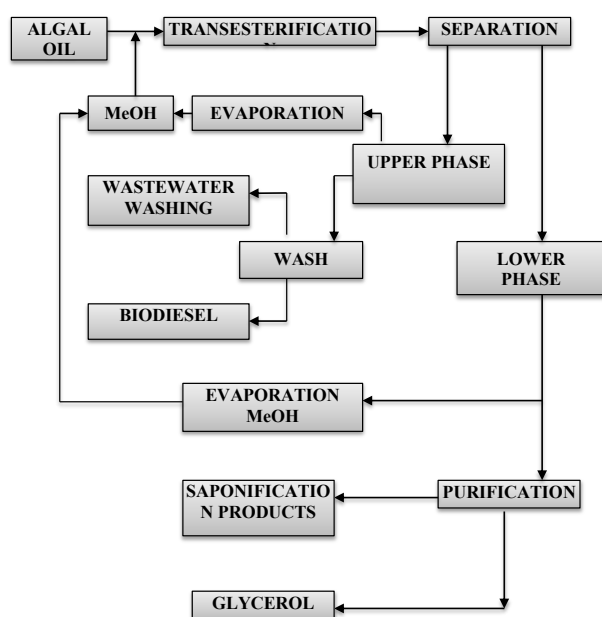 ALGAL
OIL
TRANSESTERIFICATIO
N
SEPARATION
MeOH
EVAPORATION
UPPER PHASE
WASTEWATER
WASHING
WASH
LOWER
PHASE
BIODIESEL
EVAPORATION
MeOH
SAPONIFICATIO
N PRODUCTS
PURIFICATION
GLYCEROL